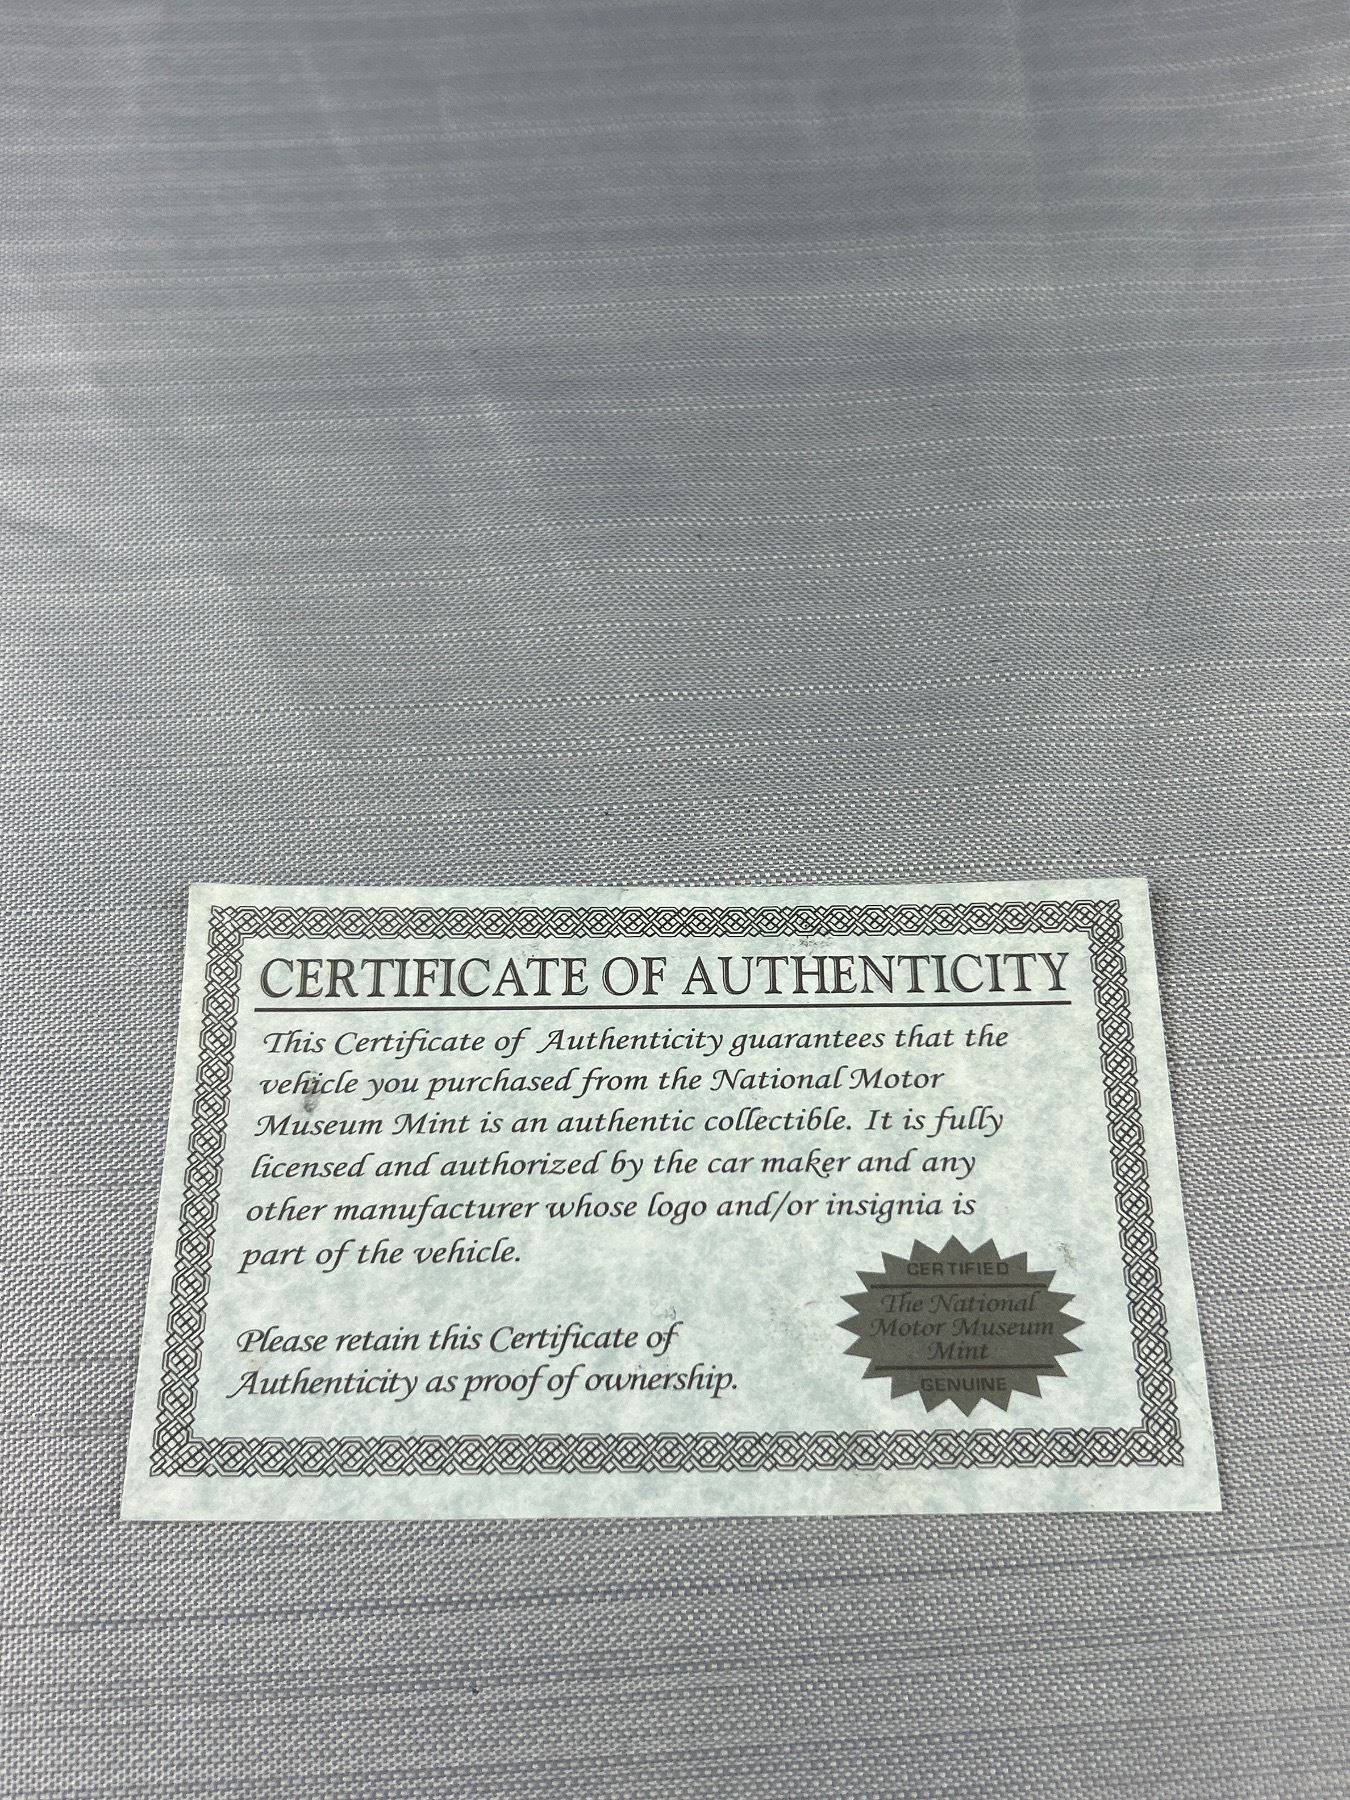 CERTIFICATE OF AUTHENTICITY
This Certificate of Authenticity guarantees that the
vehicle you purchased from the National Motor
Museum Mint is an authentic collectible. It is fully
licensed and authorized by the car maker and any
other manufacturer whose logo and/or insignia is
part of the vehicle.
Please retain this Certificate of
Authenticity as proof of ownership.
CERTIFIED
The National
Motor Museum
Mint
GENUINE